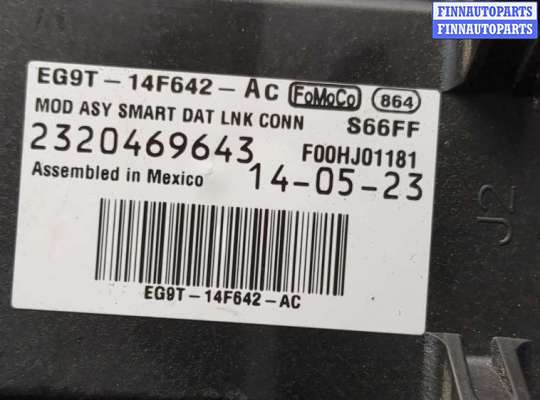 FINNAUTOPARTS
FINNAUTOPARTS
EG9T-14F642-AC FoMoCo 864
MOD ASY SMART DAT LNK CONN S66FF
2320469643 F00HJ01181
Assembled in Mexico 14-05-23
EG9T-14F642-AC
J2